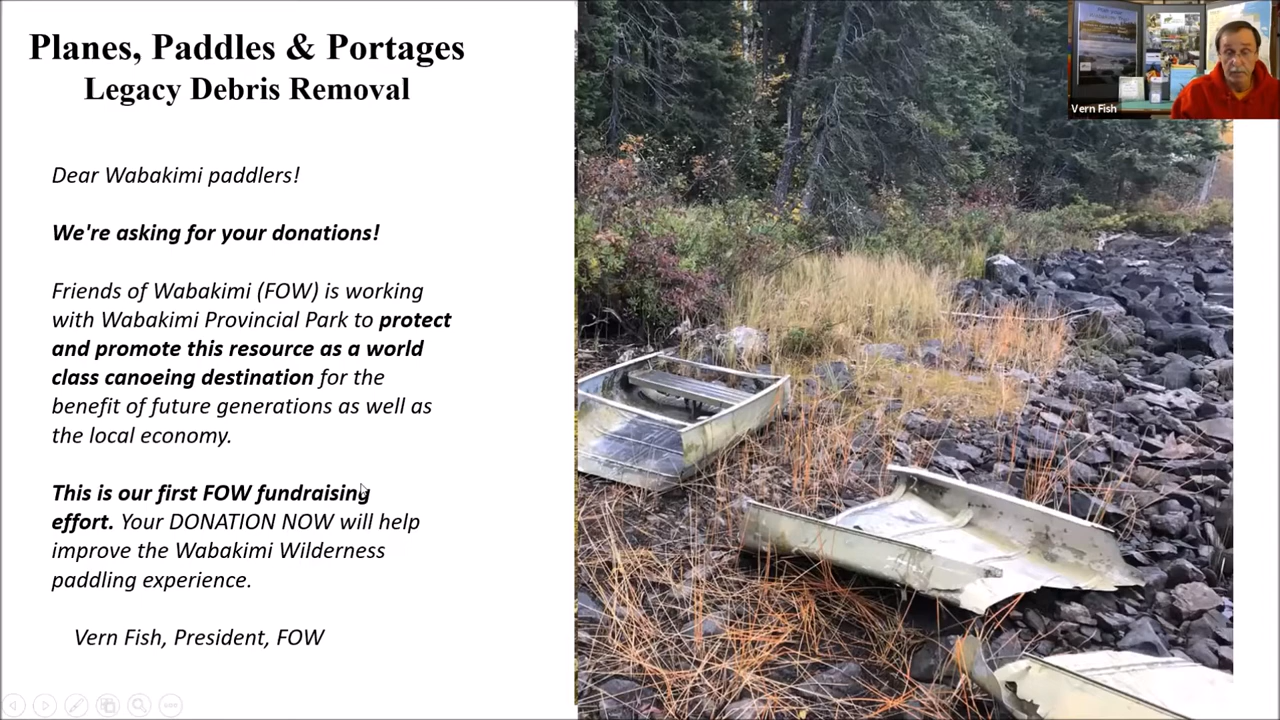 Planes, Paddles & Portages
Legacy Debris Removal
Dear Wabakimi paddlers!
We're asking for your donations!
Friends of Wabakimi (FOW) is working
with Wabakimi Provincial Park to protect
and promote this resource as a world
class canoeing destination for the
benefit of future generations as well as
the local economy.
This is our first FOW fundraising
effort. Your DONATION NOW will help
improve the Wabakimi Wilderness
paddling experience.
Vern Fish, President, FOW
Vern Fish